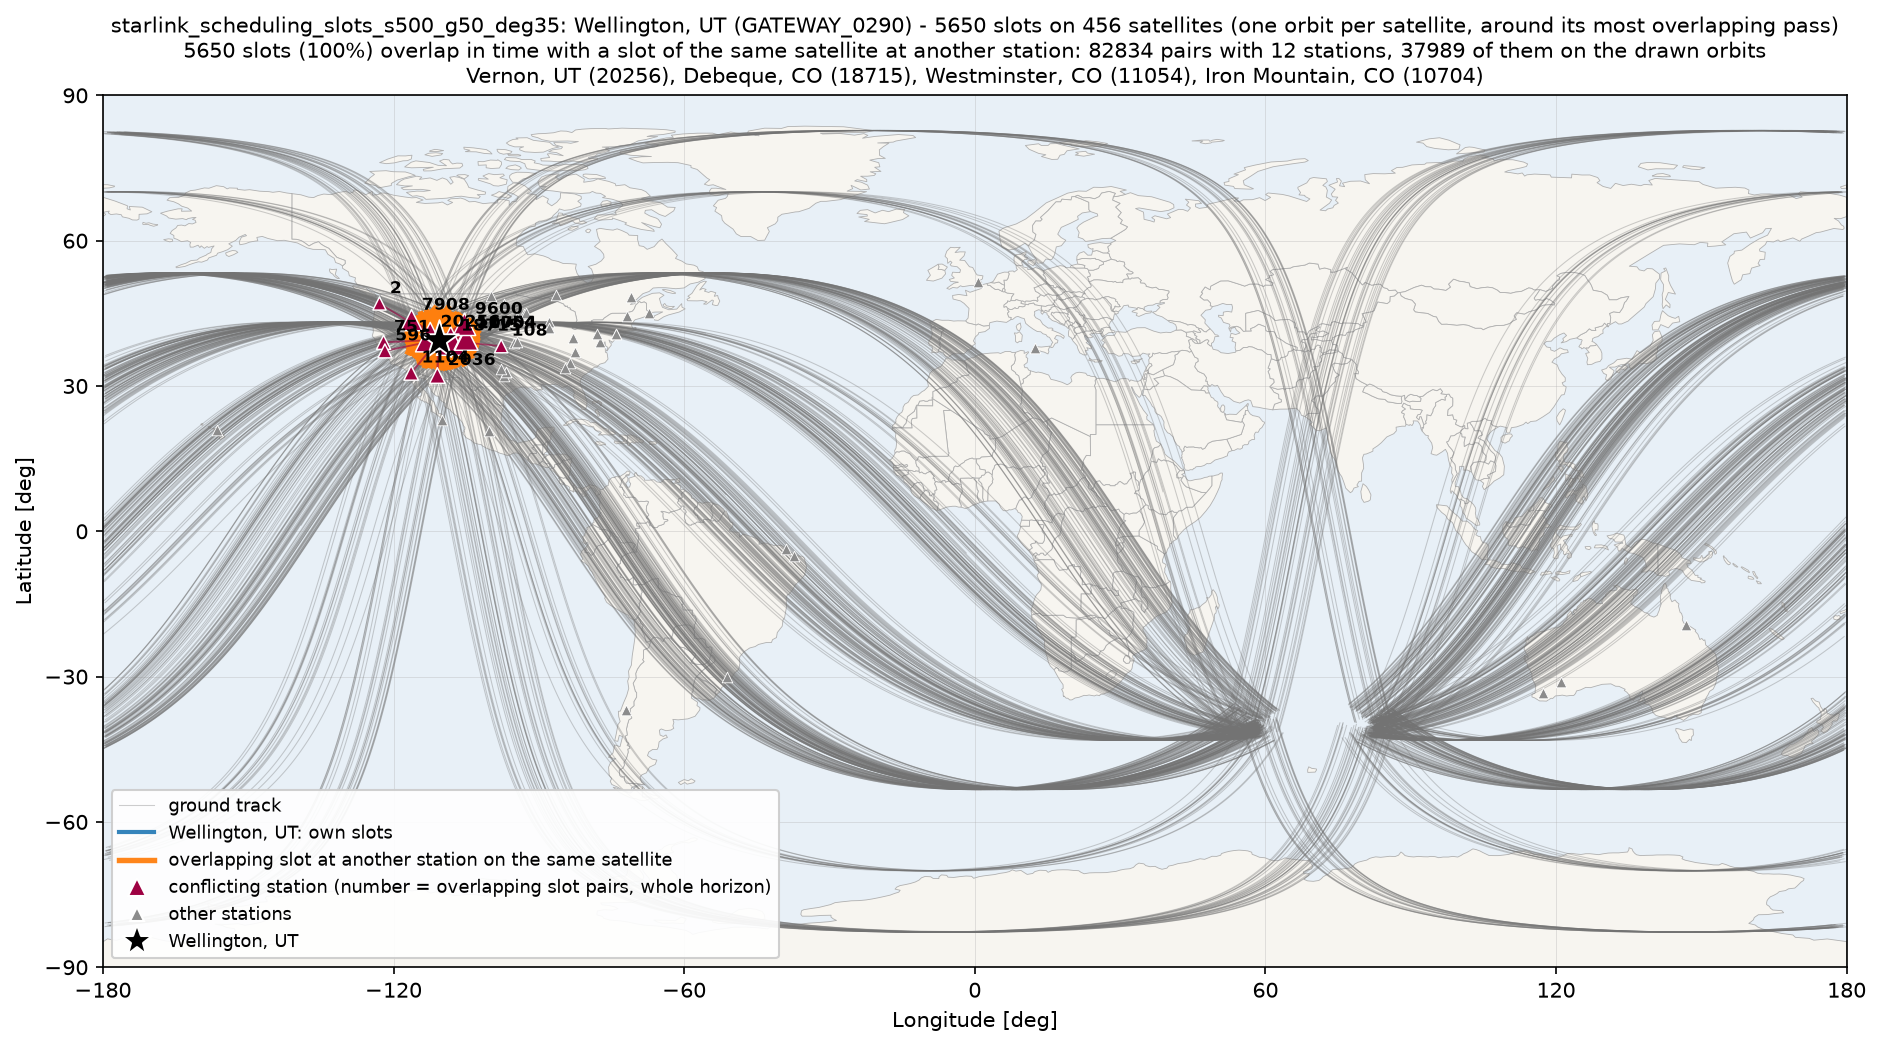 starlink_scheduling_slots_s500_g50_deg35: Wellington, UT (GATEWAY_0290) - 5650 slots on 456 satellites (one orbit per satellite, around its most overlapping pass)
5650 slots (100%) overlap in time with a slot of the same satellite at another station: 82834 pairs with 12 stations, 37989 of them on the drawn orbits
Vernon, UT (20256), Debeque, CO (18715), Westminster, CO (11054), Iron Mountain, CO (10704)
90
60
30
0
−30
−60
−90
Latitude [deg]
2
7908
9600
108
ground track
Wellington, UT: own slots
overlapping slot at another station on the same satellite
conflicting station (number = overlapping slot pairs, whole horizon)
other stations
Wellington, UT
−180
−120
−60
0
60
120
180
Longitude [deg]